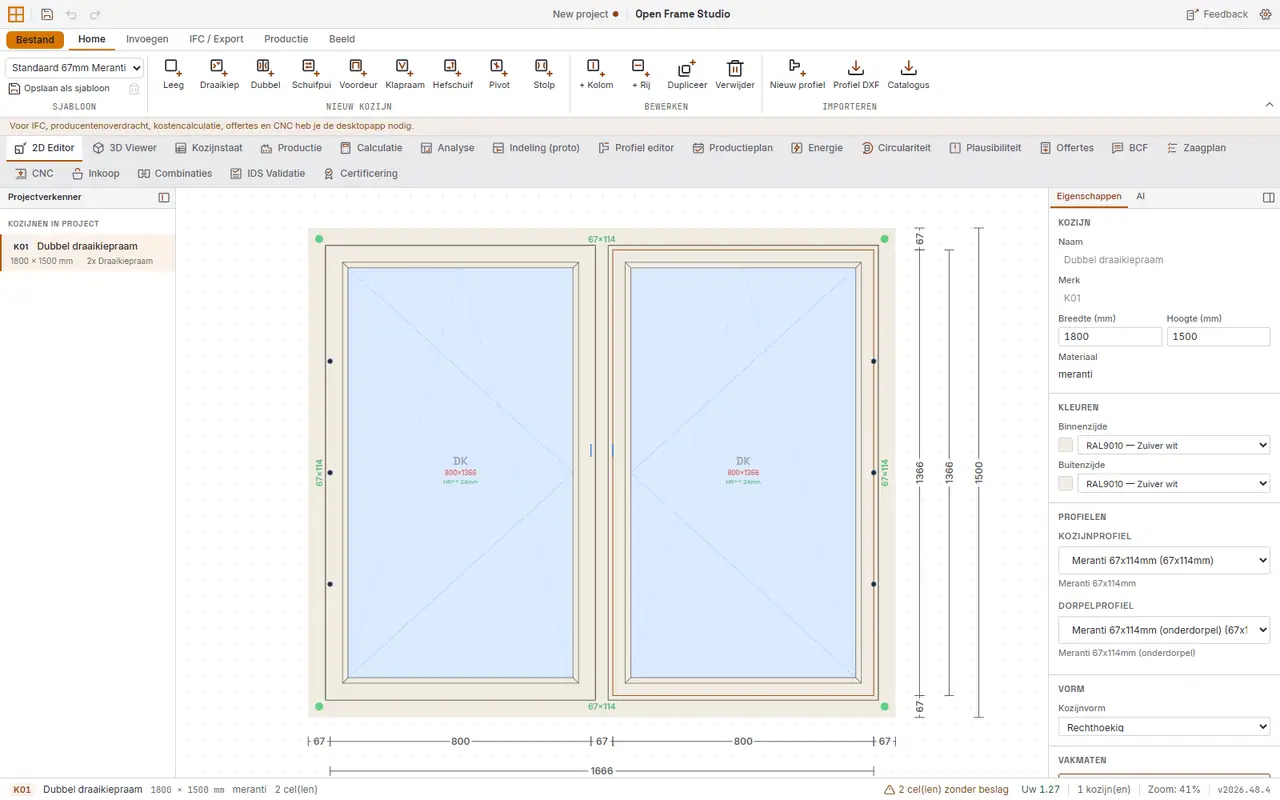 New project
Open Frame Studio
Feedback
Bestand
Home
Invoegen
IFC / Export
Productie
Beeld
Standaard 67mm Meranti
Opslaan als sjabloon
SJABLOON
Leeg
Draaikiep
Dubbel
Schuifpui
Voordeur
Klapraam
Hefschuif
Pivot
Stolp
NIEUW KOZIJN
+ Kolom
+ Rij
Dupliceer
Verwijder
BEWERKEN
Nieuw profiel
Profiel DXF
Catalogus
IMPORTEREN
Voor IFC, producentenoverdracht, kostencalculatie, offertes en CNC heb je de desktopapp nodig.
2D Editor
3D Viewer
Kozijnstaat
Productie
Calculatie
Analyse
Indeling (proto)
Profiel editor
Productieplan
Energie
Circulariteit
Plausibiliteit
Offertes
BCF
Zaagplan
CNC
Inkoop
Combinaties
IDS Validatie
Certificering
Projectverkenner
KOZIJNEN IN PROJECT
K01 Dubbel draaikiepraam
1800 × 1500 mm 2x Draaikiepraam
67×114
67×114
67×114
67×114
DK
800×1366
HR++ 24mm
DK
800×1366
HR++ 24mm
67
1366
67
1366
1500
67
800
67
800
67
1666
Eigenschappen
AI
KOZIJN
Naam
Dubbel draaikiepraam
Merk
K01
Breedte (mm)
Hoogte (mm)
1800
1500
Materiaal
meranti
KLEUREN
Binnenzijde
RAL9010 — Zuiver wit
Buitenzijde
RAL9010 — Zuiver wit
PROFIELEN
KOZIJNPROFIEL
Meranti 67x114mm (67x114mm)
Meranti 67x114mm
DORPELPROFIEL
Meranti 67x114mm (onderdorpel) (67x1
Meranti 67x114mm (onderdorpel)
VORM
Kozijnvorm
Rechthoekig
VAKMATEN
K01 Dubbel draaikiepraam 1800 × 1500 mm meranti 2 cel(len)
2 cel(len) zonder beslag
Uw 1.27
1 kozijn(en)
Zoom: 41%
v2026.48.4